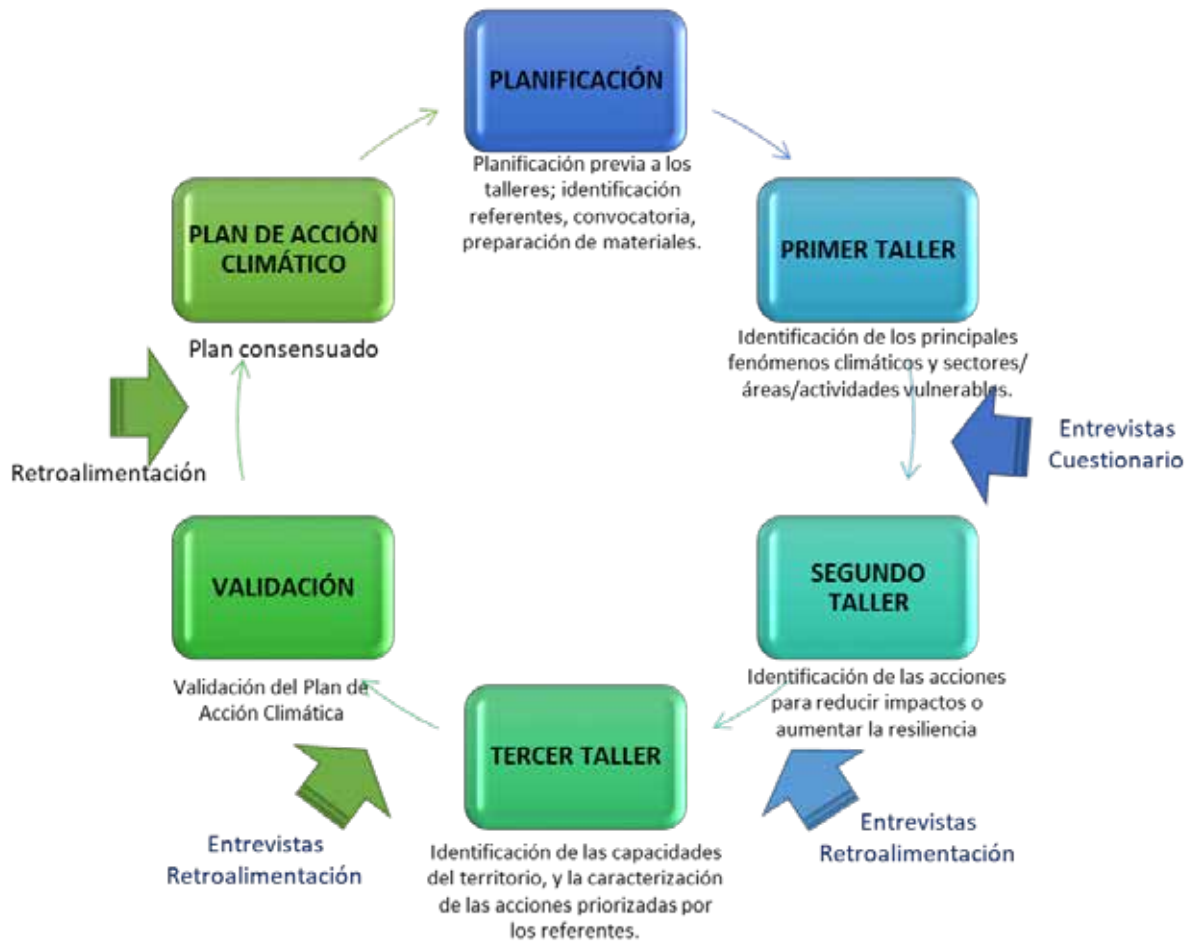 PLANIFICACIÓN
Planificación previa a los
talleres; identificación
referentes, convocatoria,
preparación de materiales.
PRIMER TALLER
Identificación de los principales
fenómenos climáticos y sectores/
áreas/actividades vulnerables.
Entrevistas
Cuestionario
SEGUNDO
TALLER
Identificación de las acciones
para reducir impactos o
aumentar la resiliencia
Entrevistas
Retroalimentación
TERCER TALLER
Identificación de las capacidades
del territorio, y la caracterización
de las acciones priorizadas por
los referentes.
Entrevistas
Retroalimentación
VALIDACIÓN
Validación del Plan de
Acción Climática
Retroalimentación
PLAN DE ACCIÓN
CLIMÁTICO
Plan consensuado